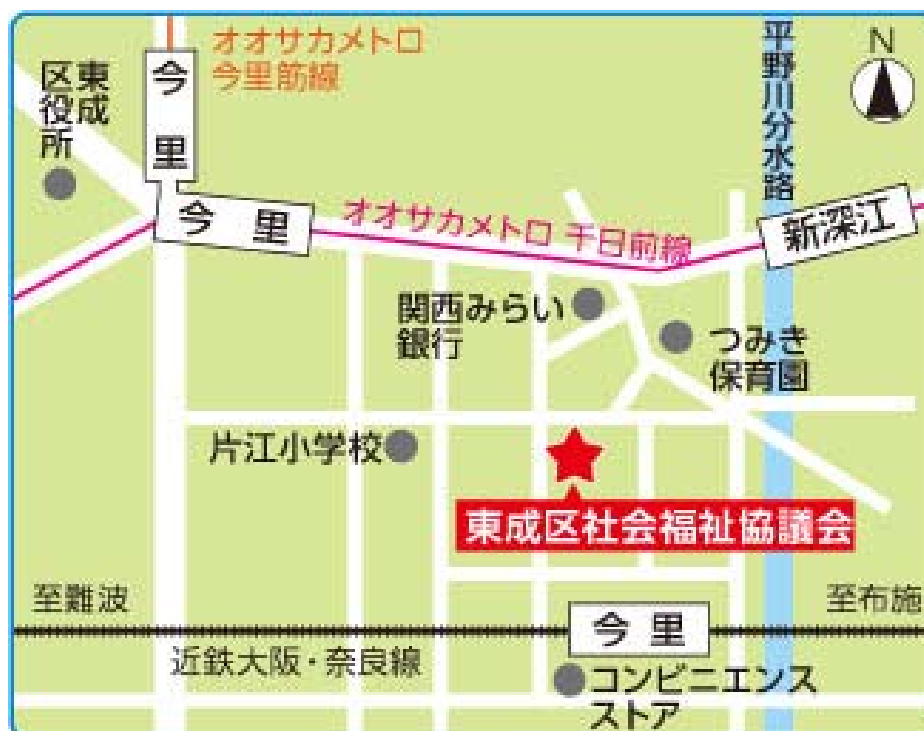 オオサカメトロ
今里筋線
今里
東成
区役所
今里
オオサカメトロ 千日前線
平野川分水路
N
新深江
関西みらい
銀行
つみき
保育園
片江小学校
東成区社会福祉協議会
至難波
今里
至布施
近鉄大阪・奈良線
コンビニエンス
ストア